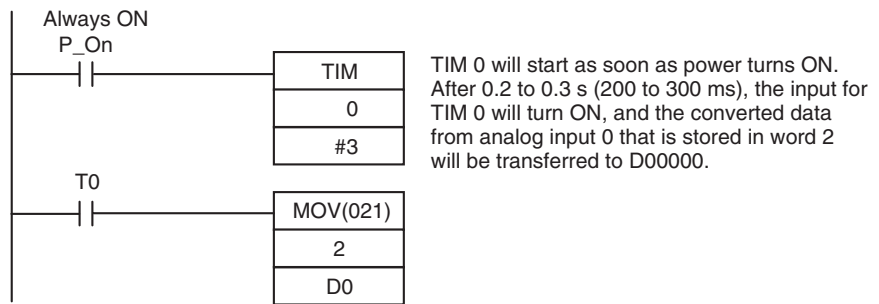 Always ON
P_On
TIM
0
#3
TIM 0 will start as soon as power turns ON.
After 0.2 to 0.3 s (200 to 300 ms), the input for
TIM 0 will turn ON, and the converted data
from analog input 0 that is stored in word 2
will be transferred to D00000.
T0
MOV(021)
2
D0